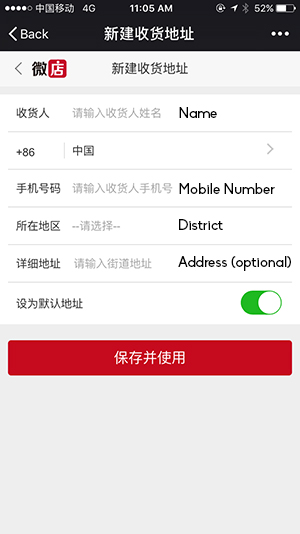 中国移动 4G 11:05 AM 52%
Back 新建收货地址
微店 新建收货地址
收货人 请输入收货人姓名 Name
+86 中国
手机号码 请输入收货人手机号 Mobile Number
所在地区 --请选择-- District
详细地址 请输入街道地址 Address (optional)
设为默认地址
保存并使用